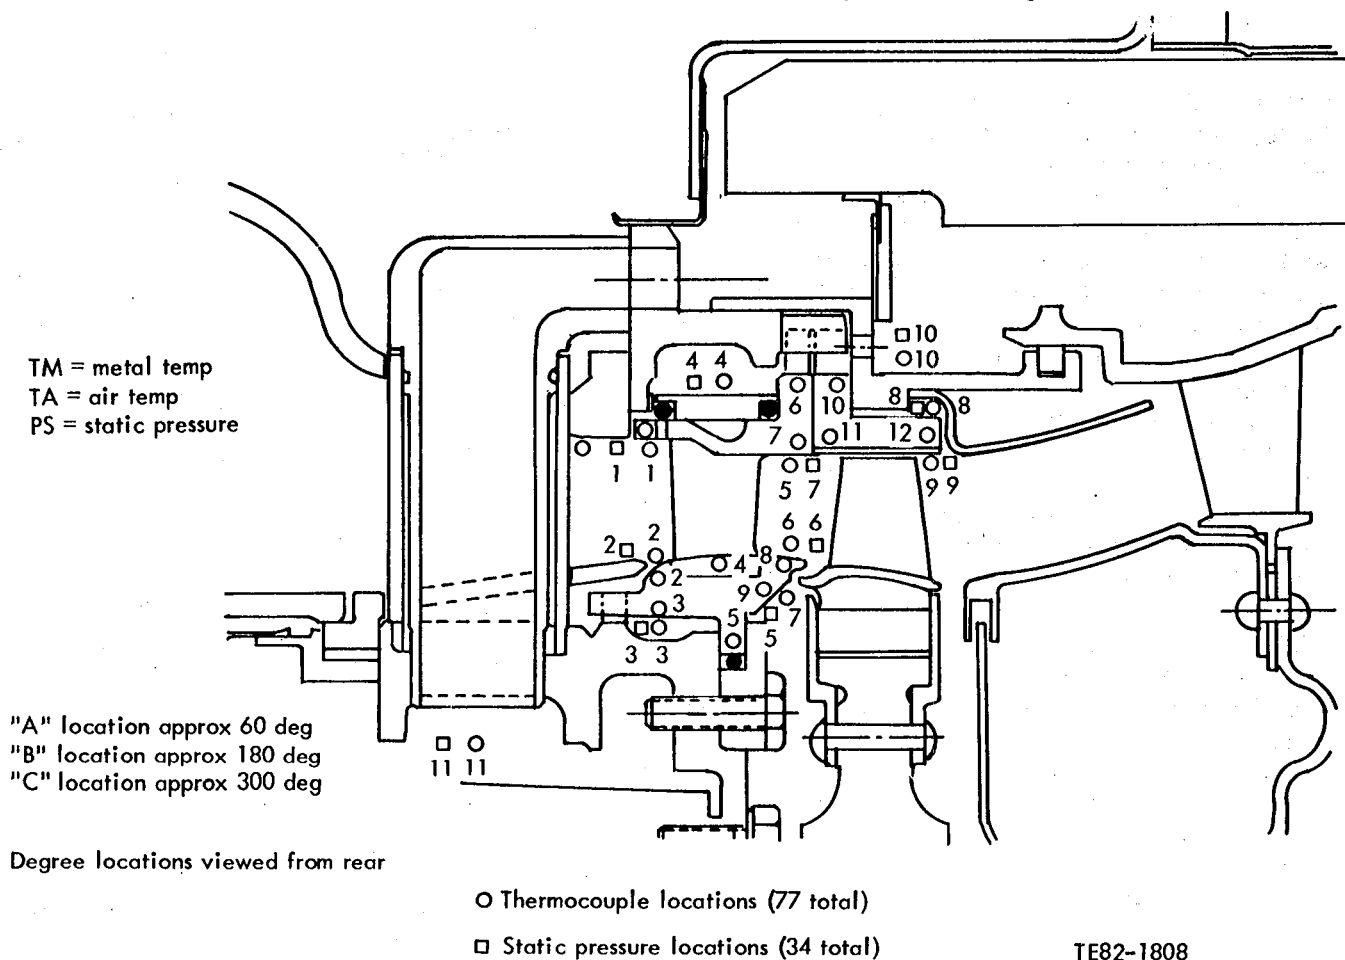 10
10
4 4
8 8
6 10
7 11 12
1 1
5 7 9 9
6 6
2 2
4 8
2
9
3 7
5 5
3 3
TM = metal temp
TA = air temp
PS = static pressure
"A" location approx 60 deg
"B" location approx 180 deg
"C" location approx 300 deg
11 11
Degree locations viewed from rear
Thermocouple locations (77 total)
Static pressure locations (34 total)
TE82-1808